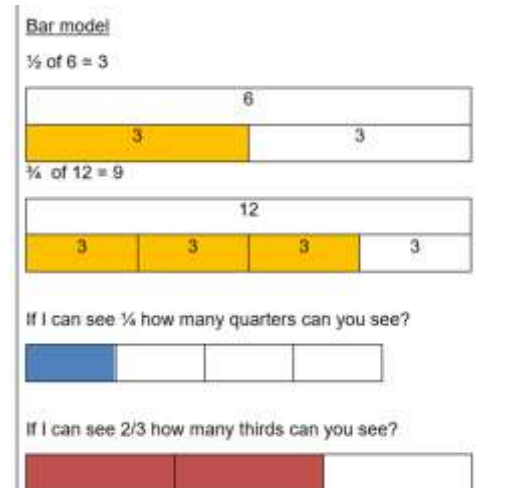 Bar model
½ of 6 = 3
6
3 3
¾ of 12 = 9
12
3 3 3 3
If I can see ¼ how many quarters can you see?
If I can see 2/3 how many thirds can you see?